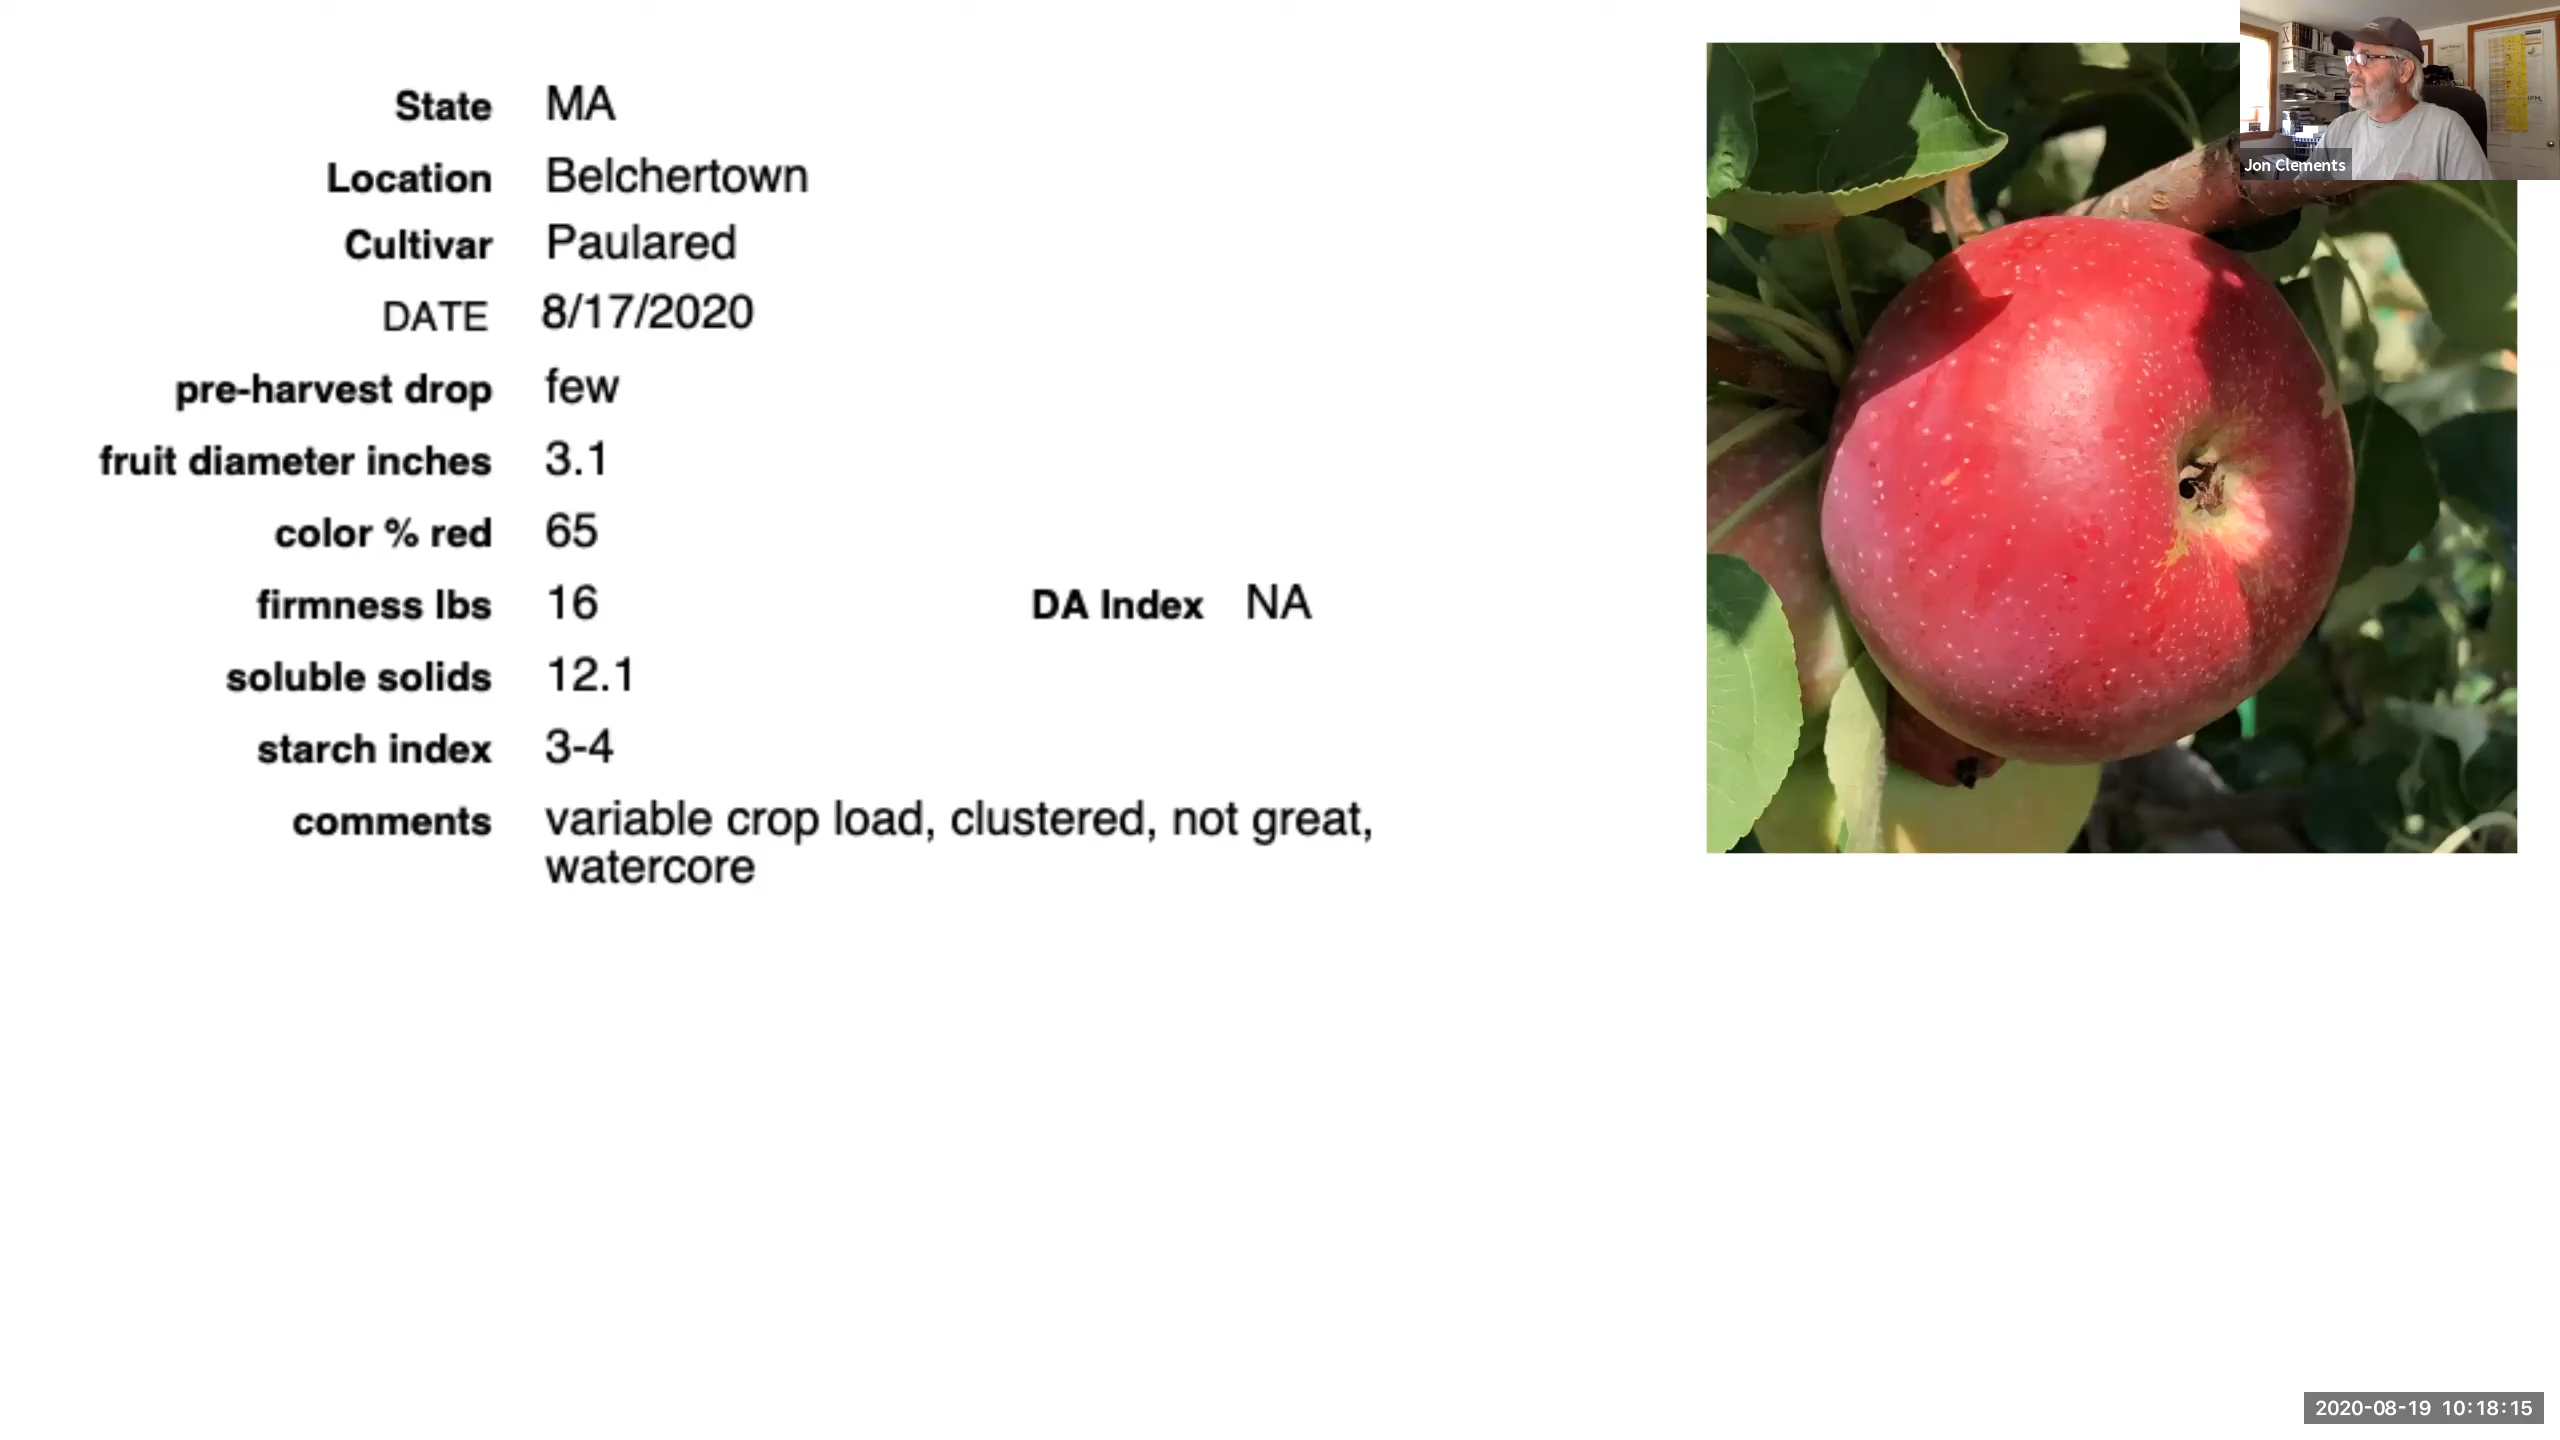 State MA
Location Belchertown
Cultivar Paulared
DATE 8/17/2020
pre-harvest drop few
fruit diameter inches 3.1
color % red 65
firmness lbs 16 DA Index NA
soluble solids 12.1
starch index 3-4
comments variable crop load, clustered, not great,
watercore
Jon Clements
2020-08-19 10:18:15